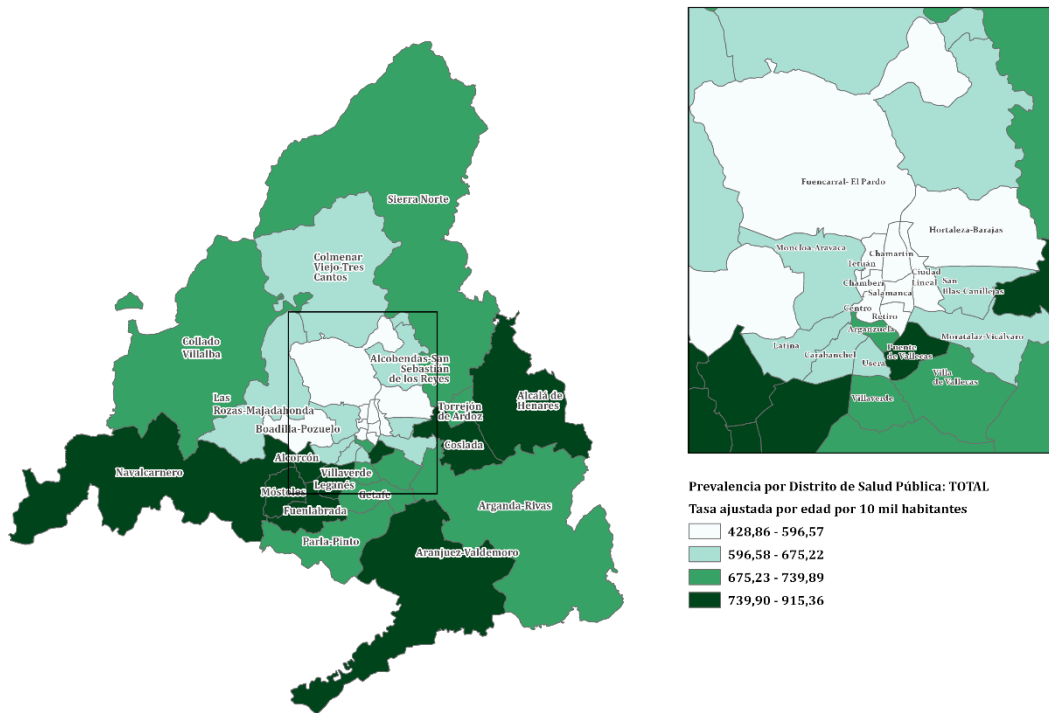 Sierra Norte
Colmenar
Viejo-Tres
Cantos
Collado
Villalba
Alcobendas-San
Sebastián
de los Reyes
Las
Rozas-Majadahonda
Alcalá de
Henares
Torrejón
de Ardoz
Boadilla-Pozuelo
Coslada
Alcorcón
Navalcarnero
Villaverde
Leganés
Móstoles
Getafe
Fuenlabrada
Arganda-Rivas
Parla-Pinto
Aranjuez-Valdemoro
Fuencarral- El Pardo
Hortaleza-Barajas
Moncloa-Aravaca
Chamartín
Tetuán
Ciudad
Lineal
San
Blas-Canillejas
Chamberí
Salamanca
Centro
Retiro
Arganzuela
Moratalaz-Vicálvaro
Latina
Carabanchel
Puente
de Vallecas
Usera
Villa
de Vallecas
Villaverde
Prevalencia por Distrito de Salud Pública: TOTAL
Tasa ajustada por edad por 10 mil habitantes
428,86 - 596,57
596,58 - 675,22
675,23 - 739,89
739,90 - 915,36